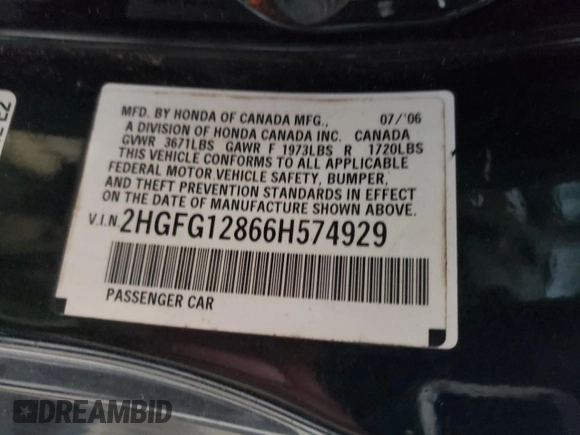 MFD. BY HONDA OF CANADA MFG., 07/'06
A DIVISION OF HONDA CANADA INC. CANADA
GVWR 3671LBS GAWR F 1973LBS R 1720LBS
THIS VEHICLE CONFORMS TO ALL APPLICABLE
FEDERAL MOTOR VEHICLE SAFETY, BUMPER,
AND THEFT PREVENTION STANDARDS IN EFFECT
ON THE DATE OF MANUFACTURE SHOWN ABOVE.
V.I.N 2HGFG12866H574929
PASSENGER CAR
DREAMBID